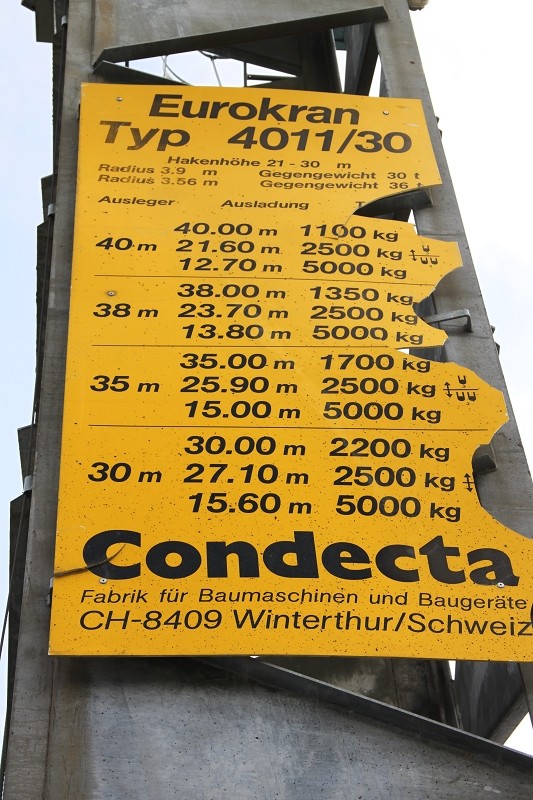 Eurokran
Typ 4011/30
Hakenhöhe 21 - 30 m
Radius 3.9 m Gegengewicht 30 t
Radius 3.56 m Gegengewicht 36 t
Ausleger Ausladung
40.00 m 1100 kg
40 m 21.60 m 2500 kg
12.70 m 5000 kg
38.00 m 1350 kg
38 m 23.70 m 2500 kg
13.80 m 5000 kg
35.00 m 1700 kg
35 m 25.90 m 2500 kg
15.00 m 5000 kg
30.00 m 2200 kg
30 m 27.10 m 2500 kg
15.60 m 5000 kg
Condecta
Fabrik für Baumaschinen und Baugeräte
CH-8409 Winterthur/Schweiz